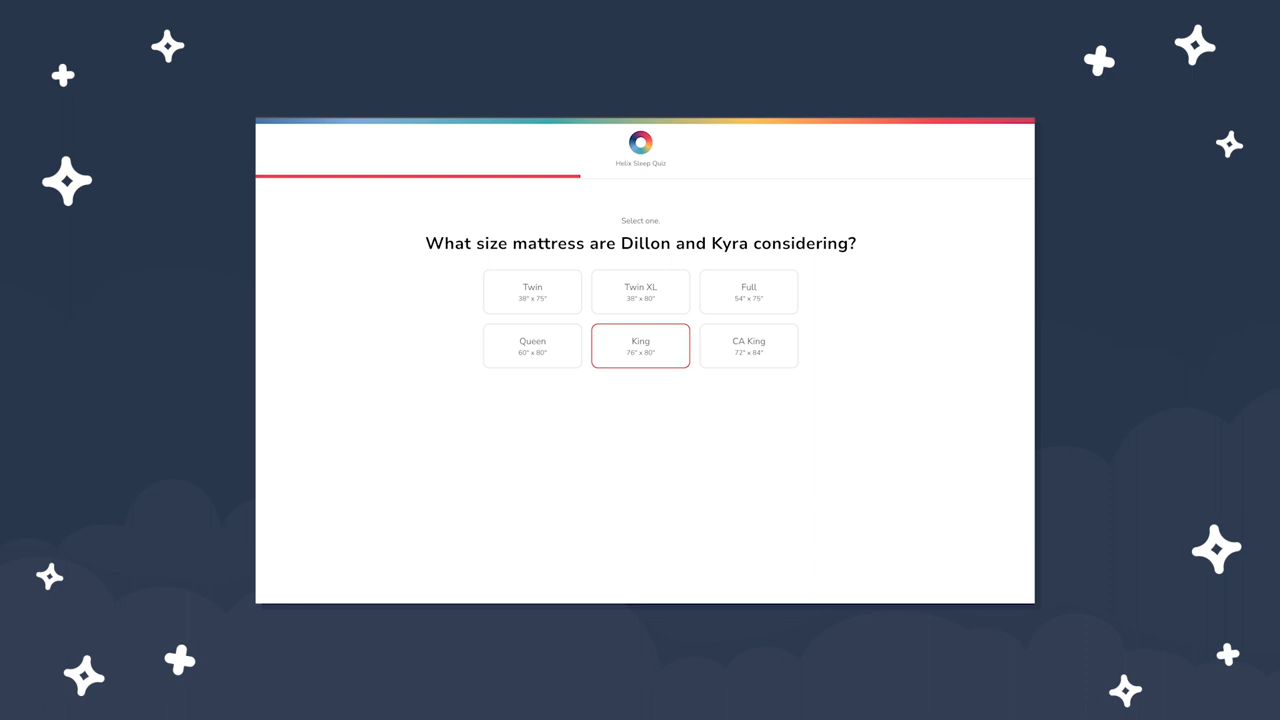 Helix Sleep Quiz
Select one.
What size mattress are Dillon and Kyra considering?
Twin
38" x 75"
Twin XL
38" x 80"
Full
54" x 75"
Queen
60" x 80"
King
76" x 80"
CA King
72" x 84"